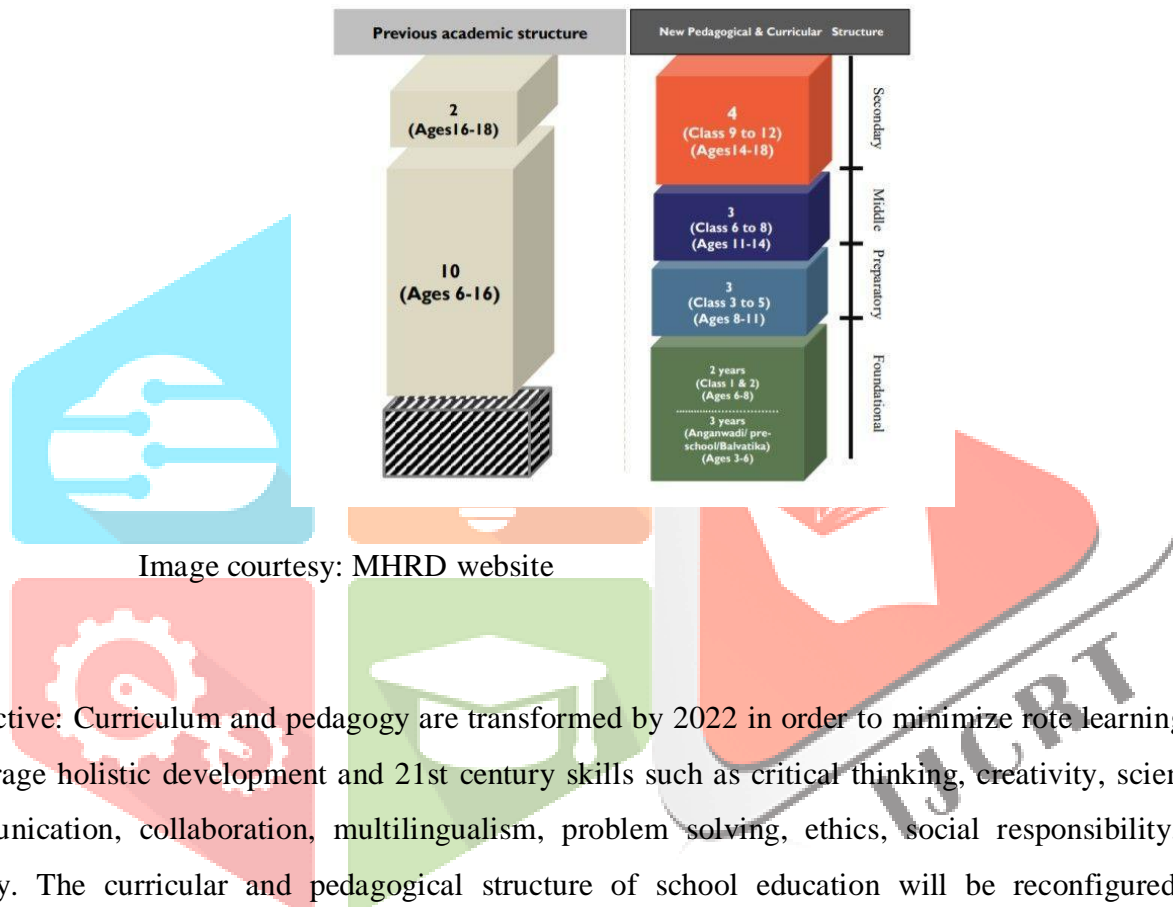 Previous academic structure
New Pedagogical & Curricular Structure
2
(Ages16-18)
10
(Ages 6-16)
4
(Class 9 to 12)
(Ages14-18)
3
(Class 6 to 8)
(Ages 11-14)
3
(Class 3 to 5)
(Ages 8-11)
2 years
(Class 1 & 2)
(Ages 6-8)
3 years
(Anganwadi/ pre-
school/Balvatika)
(Ages 3-6)
Secondary
Middle
Preparatory
Foundational
Image courtesy: MHRD website
ctive: Curriculum and pedagogy are transformed by 2022 in order to minimize rote learning
rage holistic development and 21st century skills such as critical thinking, creativity, scien
unication, collaboration, multilingualism, problem solving, ethics, social responsibility
y. The curricular and pedagogical structure of school education will be reconfigured
IJCRT